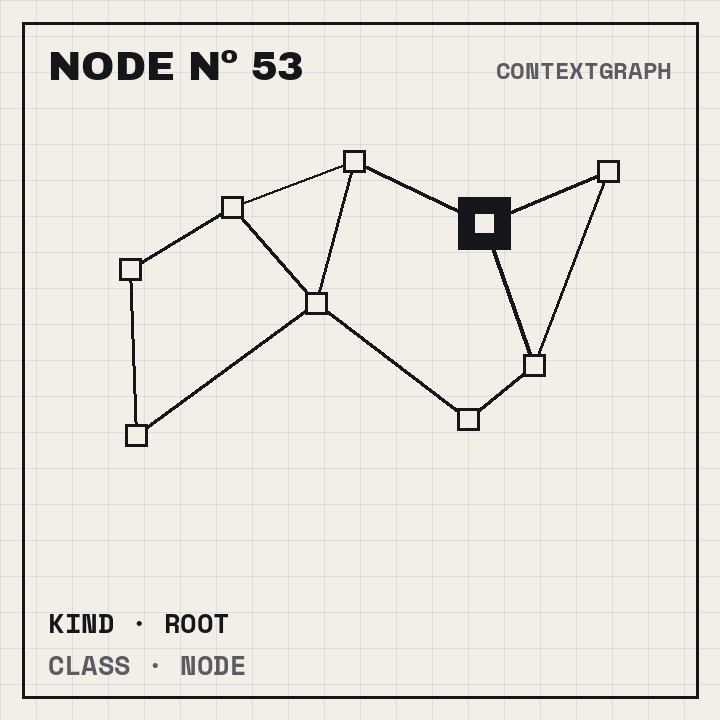 NODE Nº 53
CONTEXTGRAPH
KIND · ROOT
CLASS · NODE